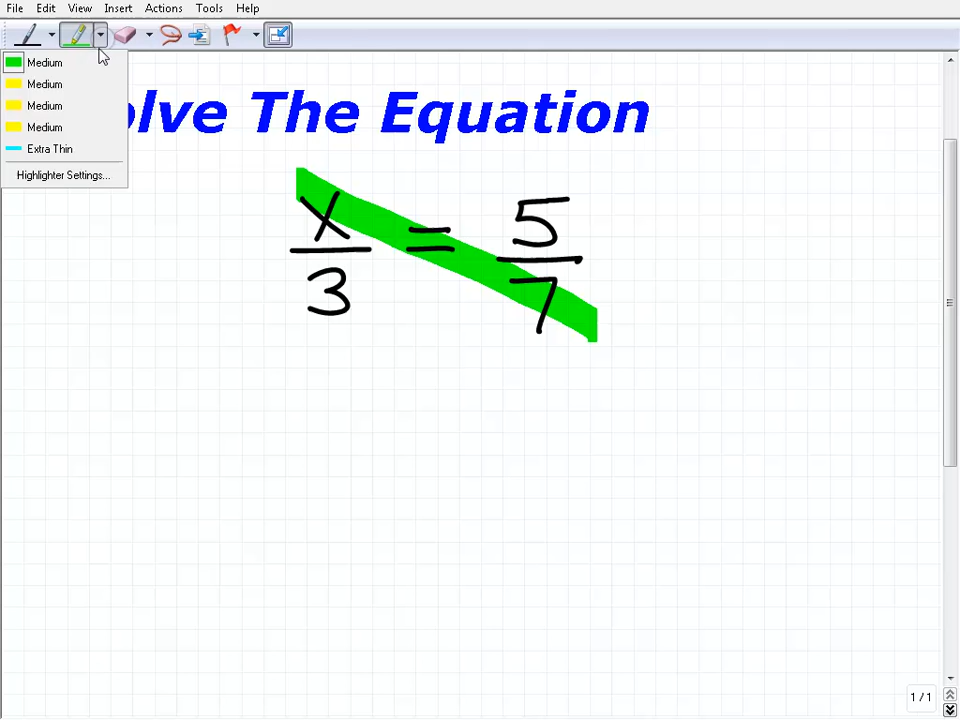 File Edit View Insert Actions Tools Help
Medium
Medium
Medium
Medium
Extra Thin
Highlighter Settings...
olve The Equation
x/3 = 5/7
1 / 1